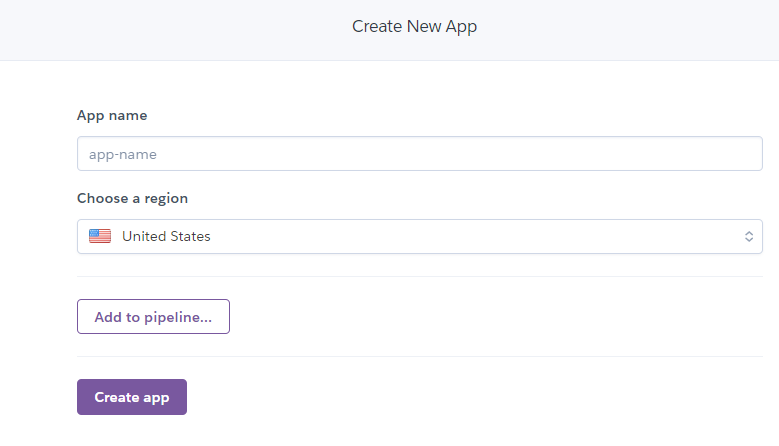 Create New App
App name
app-name
Choose a region
United States
Add to pipeline...
Create app